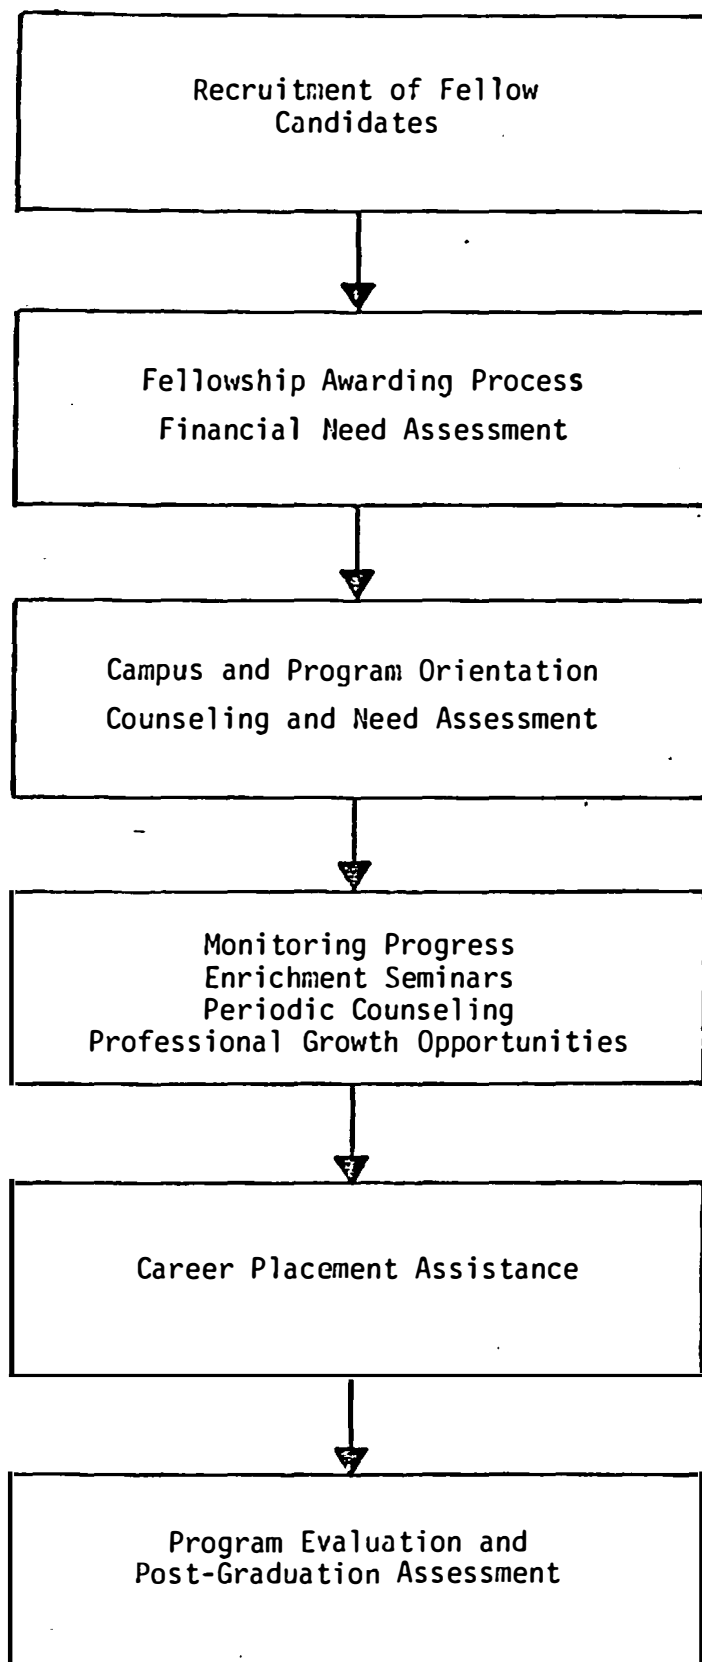 Recruitment of Fellow
Candidates
Fellowship Awarding Process
Financial Need Assessment
Campus and Program Orientation
Counseling and Need Assessment
Monitoring Progress
Enrichment Seminars
Periodic Counseling
Professional Growth Opportunities
Career Placement Assistance
Program Evaluation and
Post-Graduation Assessment